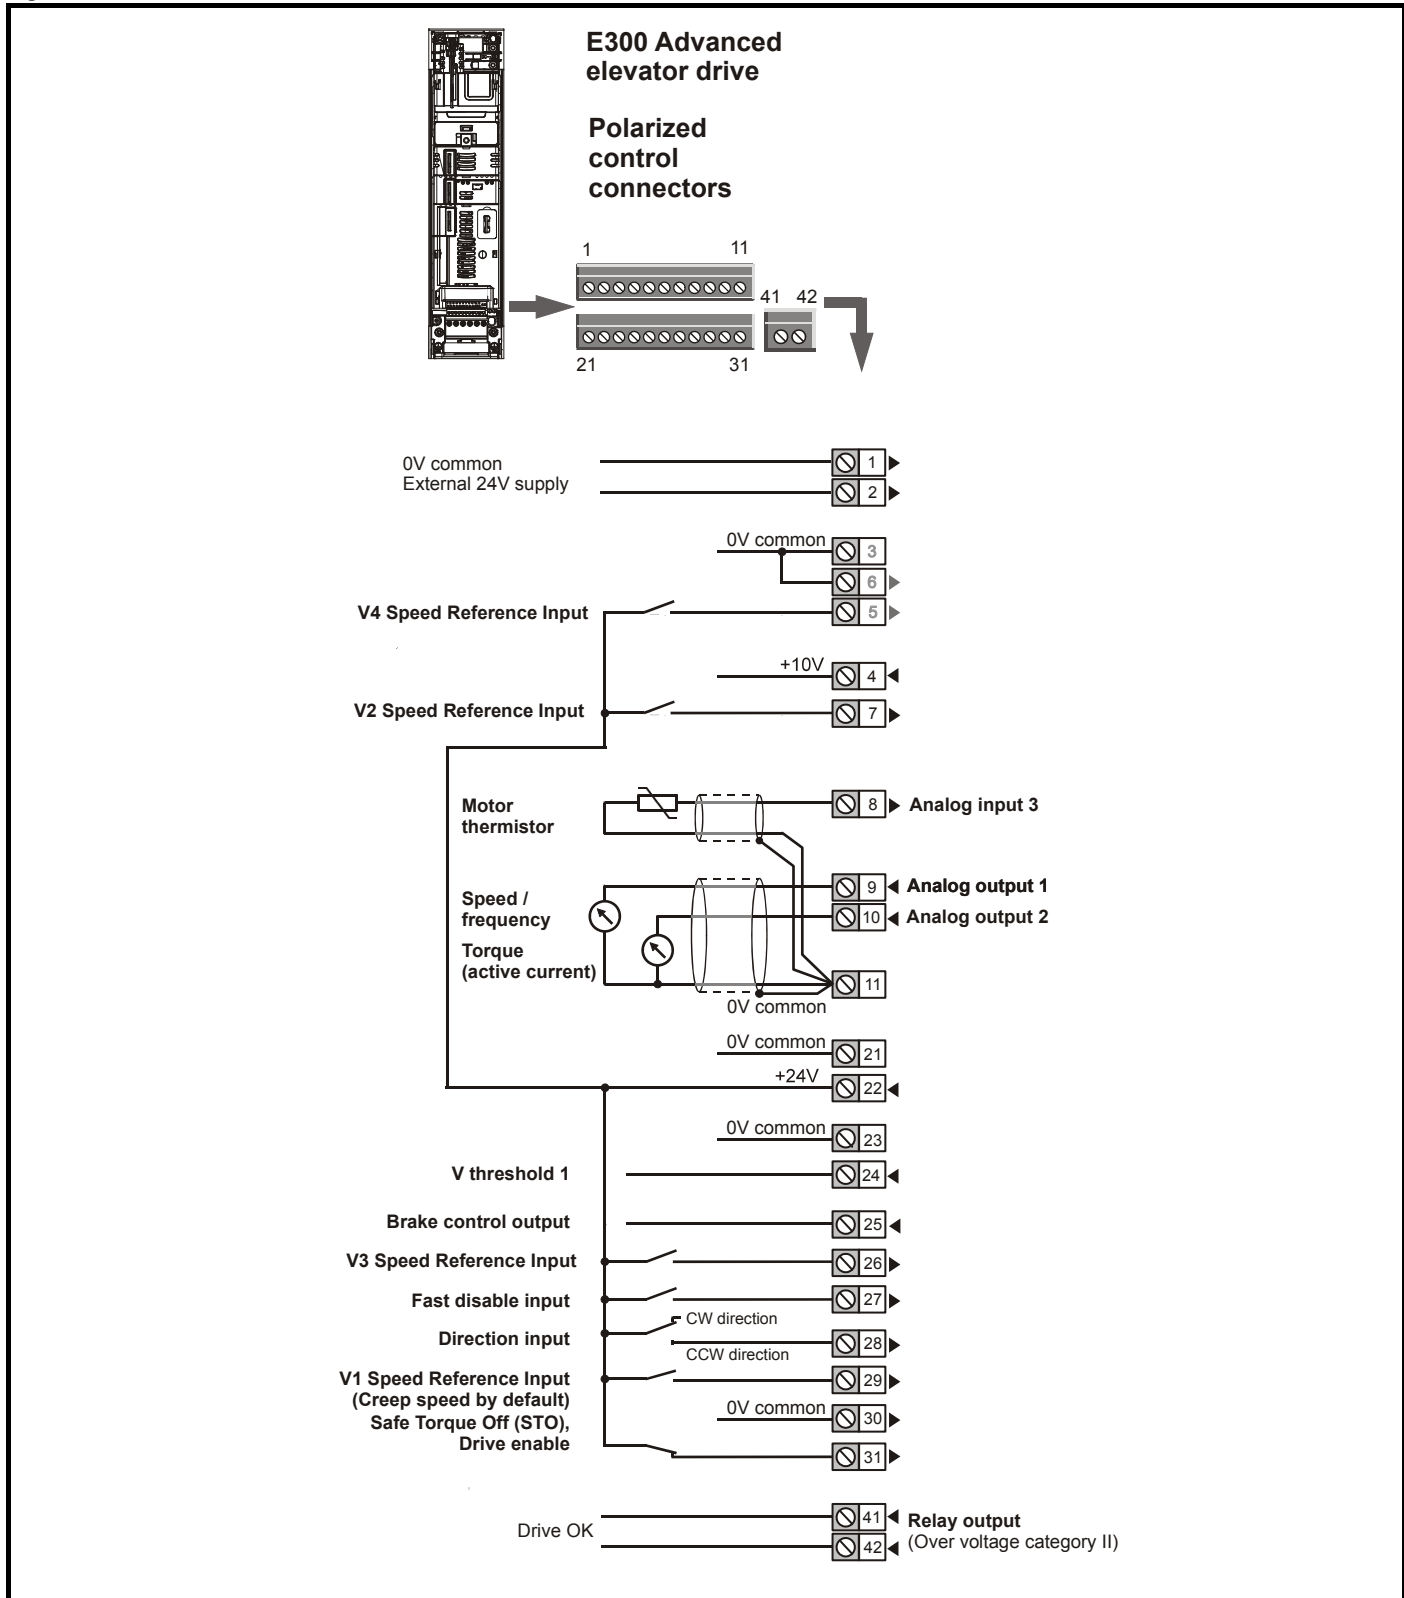 E300 Advanced
elevator drive
Polarized
control
connectors
1 11
41 42
21 31
0V common 1
External 24V supply 2
0V common 3
6
V4 Speed Reference Input 5
+10V 4
V2 Speed Reference Input 7
Motor
thermistor
8 Analog input 3
Speed /
frequency
9 Analog output 1
10 Analog output 2
Torque
(active current)
11
0V common
0V common 21
+24V 22
0V common 23
V threshold 1 24
Brake control output 25
V3 Speed Reference Input 26
Fast disable input 27
CW direction
Direction input 28
CCW direction
V1 Speed Reference Input 29
(Creep speed by default)
0V common 30
Safe Torque Off (STO),
Drive enable 31
Drive OK
41 Relay output
42 (Over voltage category II)